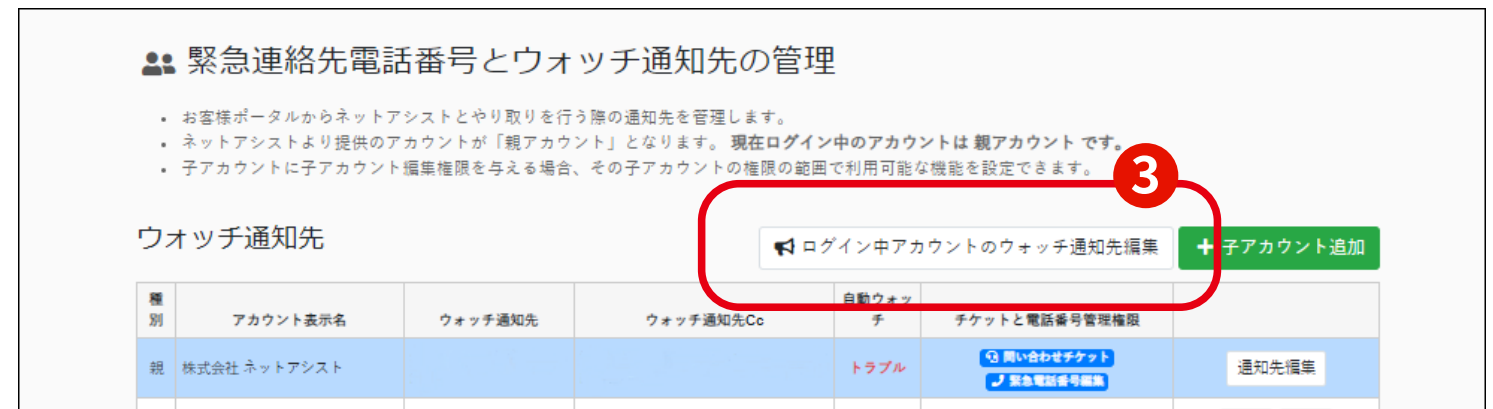 緊急連絡先電話番号とウォッチ通知先の管理
お客様ポータルからネットアシストとやり取りを行う際の通知先を管理します。
ネットアシストより提供のアカウントが「親アカウント」となります。 現在ログイン中のアカウントは 親アカウント です。
子アカウントに子アカウント編集権限を与える場合、その子アカウントの権限の範囲で利用可能な機能を設定できます。
3
ウォッチ通知先
ログイン中アカウントのウォッチ通知先編集
子アカウント追加
種別
アカウント表示名
ウォッチ通知先
ウォッチ通知先Cc
自動ウォッチ
チケットと電話番号管理権限
親
株式会社 ネットアシスト
トラブル
問い合わせチケット
緊急電話番号編集
通知先編集